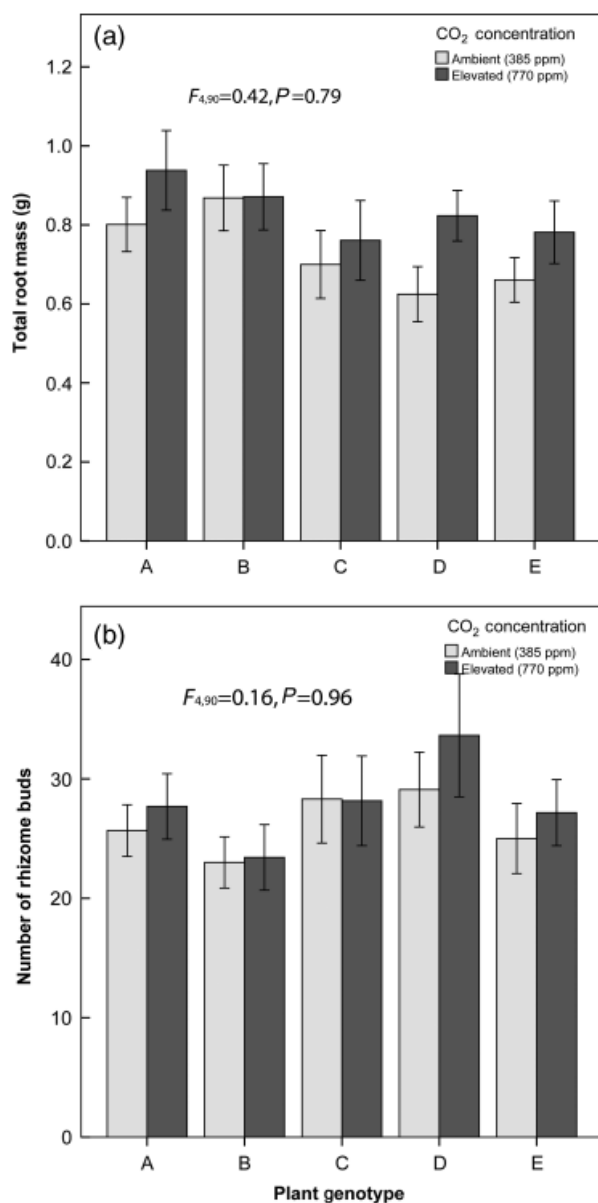 (a)
CO₂ concentration
Ambient (385 ppm)
Elevated (770 ppm)
F4,90=0.42, P=0.79
Total root mass (g)
1.2
1.0
0.8
0.6
0.4
0.2
0.0
A B C D E
(b)
CO₂ concentration
Ambient (385 ppm)
Elevated (770 ppm)
F4,90=0.16, P=0.96
Number of rhizome buds
40
30
20
10
0
A B C D E
Plant genotype